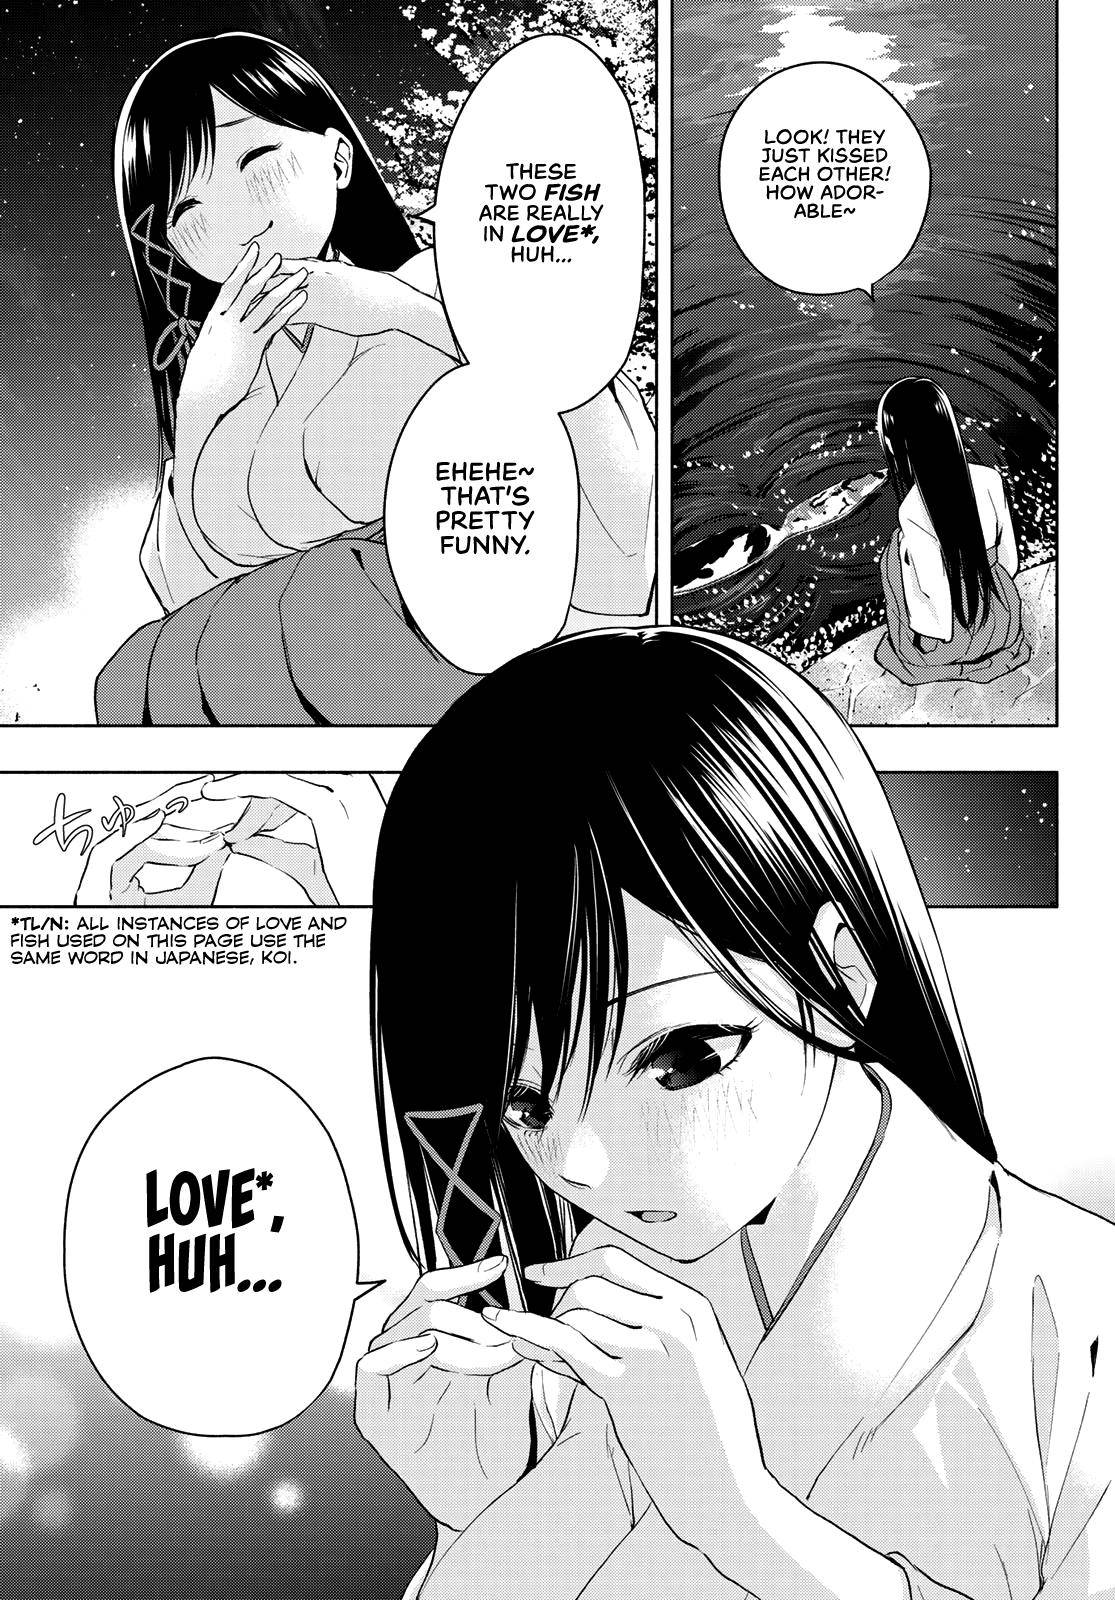 LOOK! THEY
JUST KISSED
EACH OTHER!
HOW ADOR-
ABLE~
THESE
TWO FISH
ARE REALLY
IN LOVE*,
HUH...
EHEHE~
THAT'S
PRETTY
FUNNY.
ちゅっ
*TL/N: ALL INSTANCES OF LOVE AND
FISH USED ON THIS PAGE USE THE
SAME WORD IN JAPANESE, KOI.
LOVE*,
HUH...